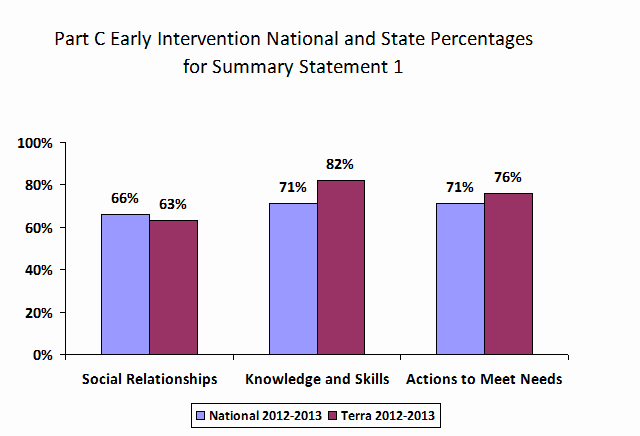 Part C Early Intervention National and State Percentages
for Summary Statement 1
100%
80%
60%
40%
20%
0%
66%
63%
71%
82%
71%
76%
Social Relationships
Knowledge and Skills
Actions to Meet Needs
National 2012-2013
Terra 2012-2013